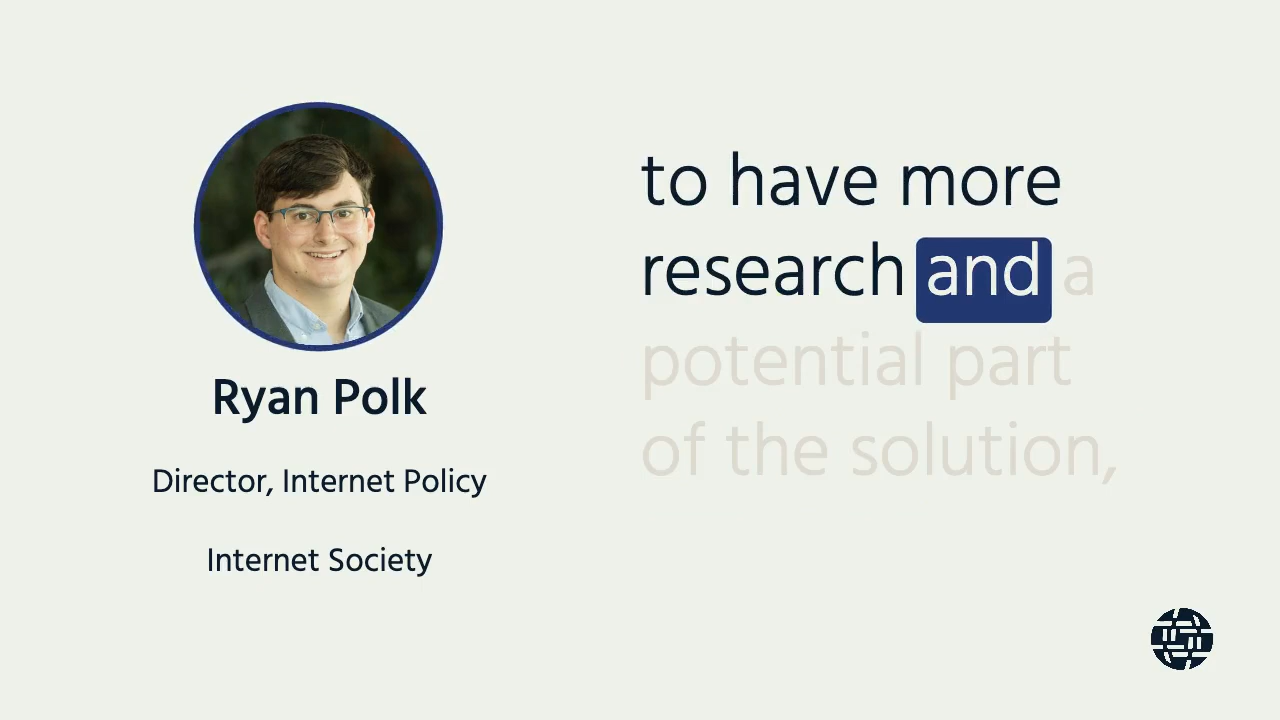 Ryan Polk
Director, Internet Policy
Internet Society
to have more
research and a
potential part
of the solution,